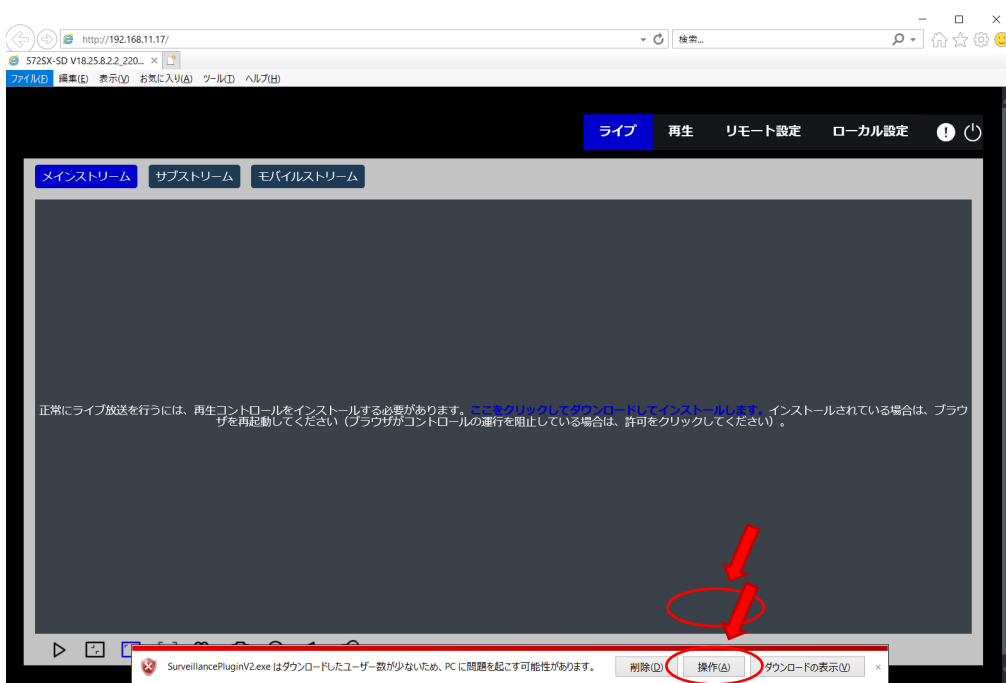 http://192.168.11.17/
検索...
572SX-SD V18.25.8.2.2_220...
ファイル(F) 編集(E) 表示(V) お気に入り(A) ツール(T) ヘルプ(H)
ライブ 再生 リモート設定 ローカル設定
メインストリーム サブストリーム モバイルストリーム
正常にライブ放送を行うには、再生コントロールをインストールする必要があります。ここをクリックしてダウンロードしてインストールします。インストールされている場合は、ブラウ
ザを再起動してください（ブラウザがコントロールの運行を阻止している場合は、許可をクリックしてください）。
SurveillancePluginV2.exe はダウンロードしたユーザー数が少ないため、PC に問題を起こす可能性があります。 削除(D) 操作(A) ダウンロードの表示(V)